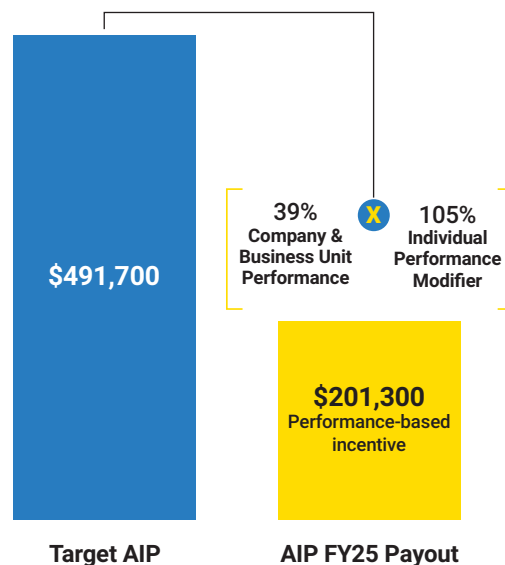 $491,700
39%
Company &
Business Unit
Performance
X
105%
Individual
Performance
Modifier
$201,300
Performance-based
incentive
Target AIP
AIP FY25 Payout